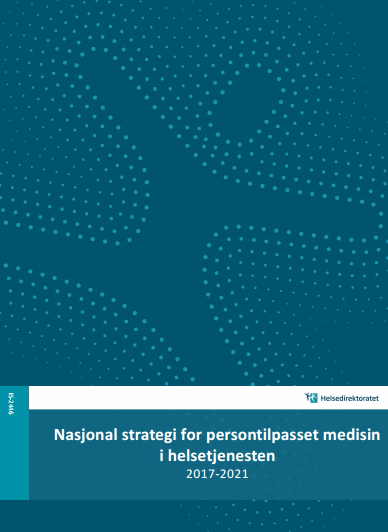 IS-2446
Helsedirektoratet
Nasjonal strategi for persontilpasset medisin
i helsetjenesten
2017-2021